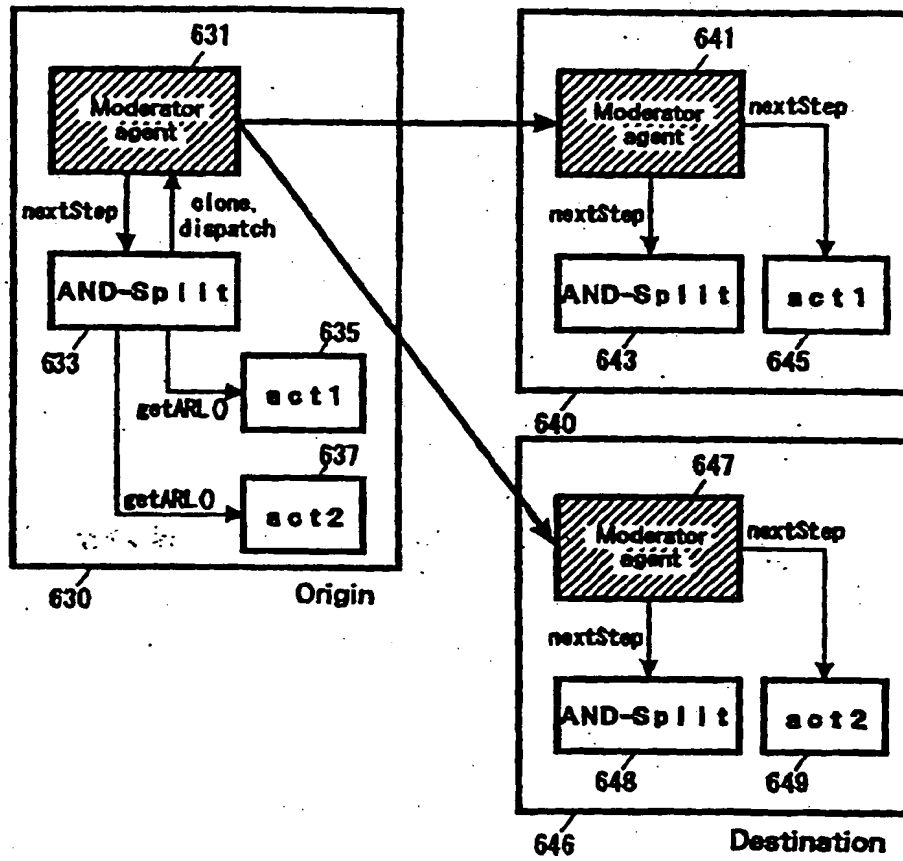 631
Moderator
agent
nextStep
clone,
dispatch
AND-Split
633
635
act1
getARL()
637
getARL()
act2
630
Origin
641
Moderator
agent
nextStep
nextStep
AND-Split
act1
643
645
640
647
Moderator
agent
nextStep
nextStep
AND-Split
act2
648
649
646
Destination